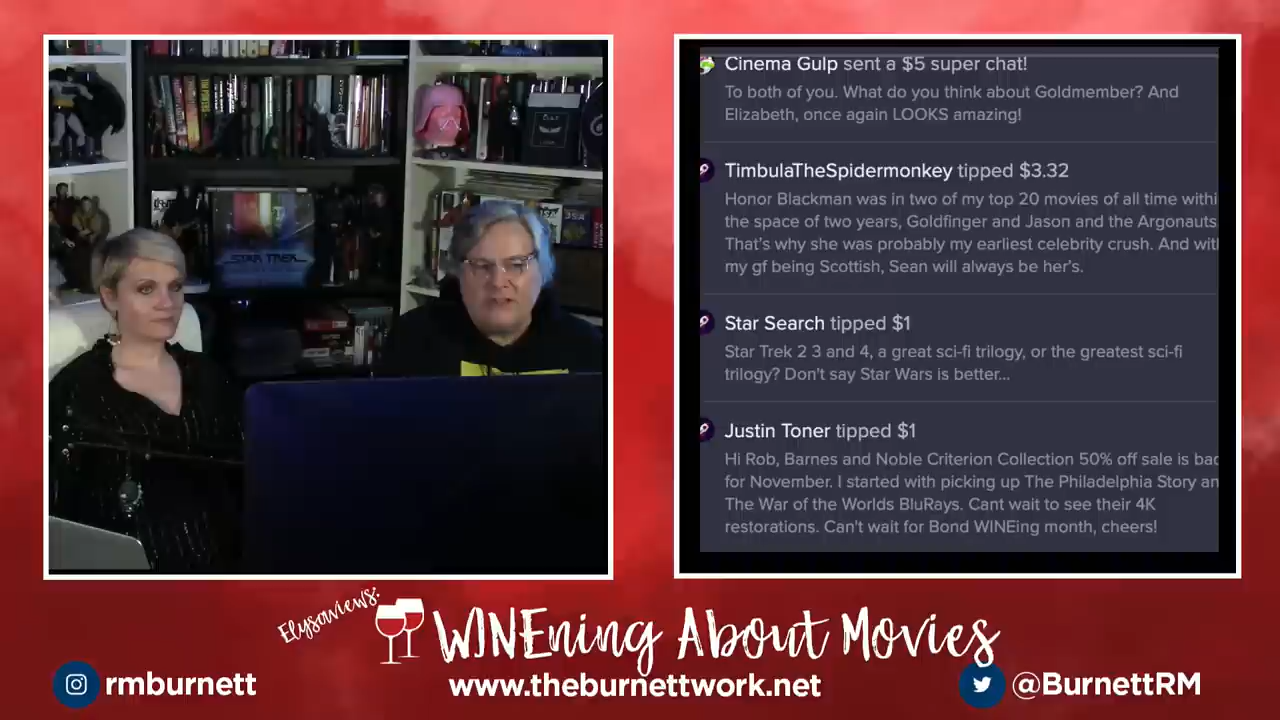 STAR TREK
Cinema Gulp sent a $5 super chat!
To both of you. What do you think about Goldmember? And
Elizabeth, once again LOOKS amazing!
TimbulaTheSpidermonkey tipped $3.32
Honor Blackman was in two of my top 20 movies of all time withi
the space of two years, Goldfinger and Jason and the Argonauts
That's why she was probably my earliest celebrity crush. And wit
my gf being Scottish, Sean will always be her's.
Star Search tipped $1
Star Trek 2 3 and 4, a great sci-fi trilogy, or the greatest sci-fi
trilogy? Don't say Star Wars is better...
Justin Toner tipped $1
Hi Rob, Barnes and Noble Criterion Collection 50% off sale is bac
for November. I started with picking up The Philadelphia Story an
The War of the Worlds BluRays. Cant wait to see their 4K
restorations. Can't wait for Bond WINEing month, cheers!
Elysaviews:
WINEning About Movies
rmburnett
www.theburnettwork.net
@BurnettRM